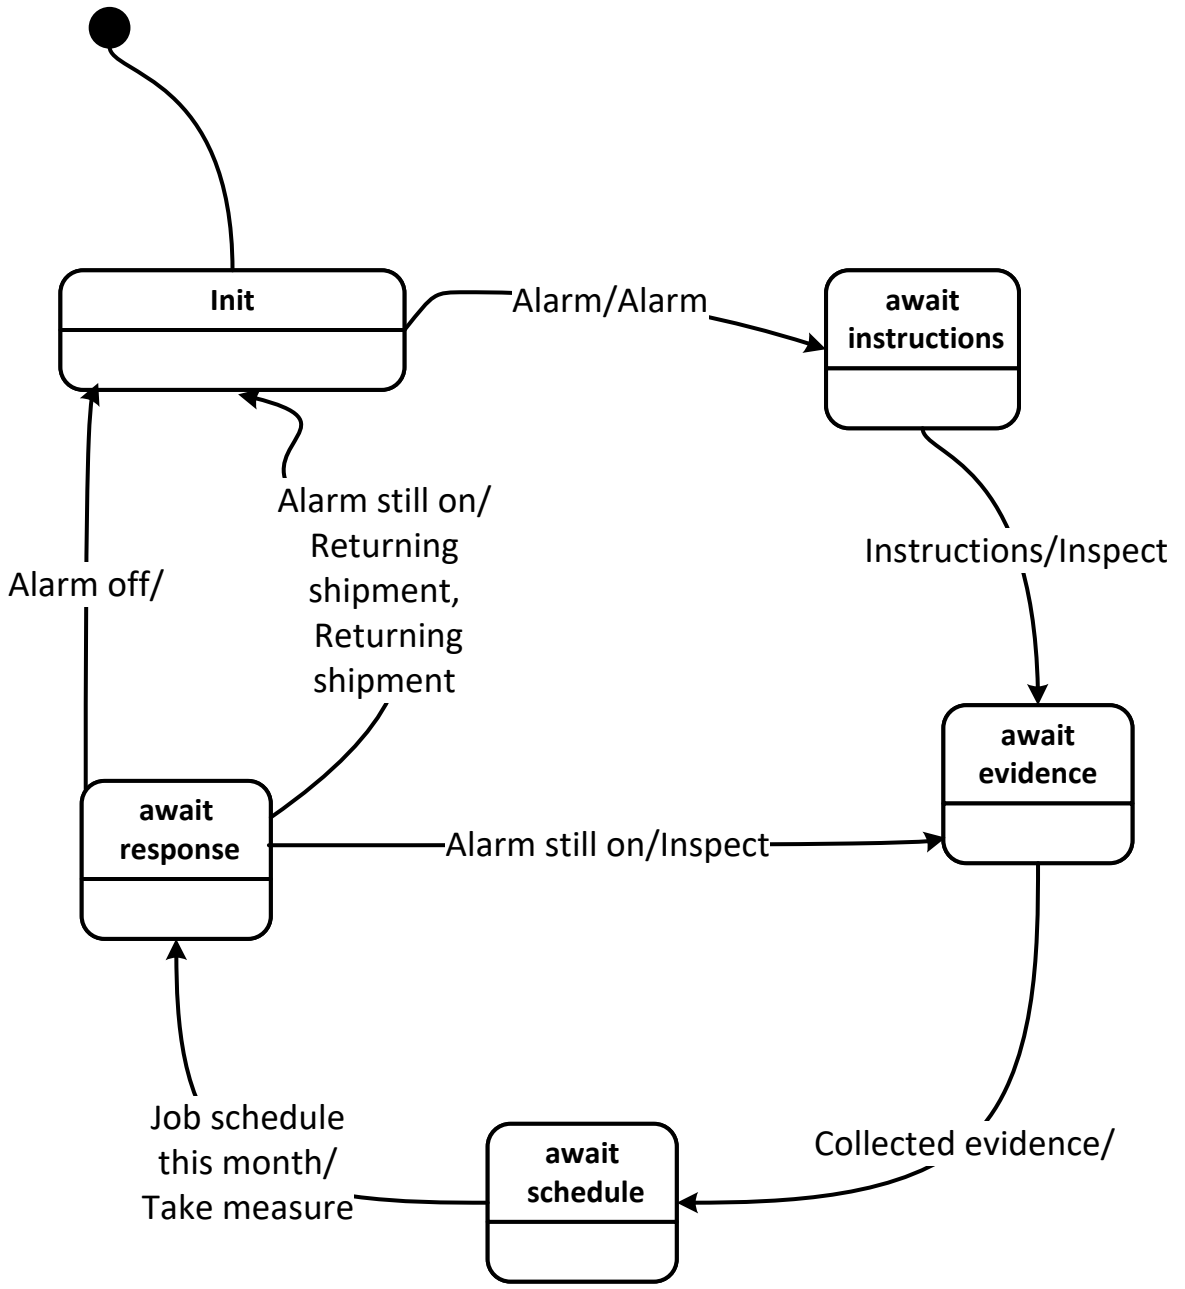 Init
Alarm/Alarm
await
instructions
Alarm still on/
Returning
shipment,
Returning
shipment
Instructions/Inspect
Alarm off/
await
evidence
await
response
Alarm still on/Inspect
Job schedule
this month/
Take measure
await
schedule
Collected evidence/